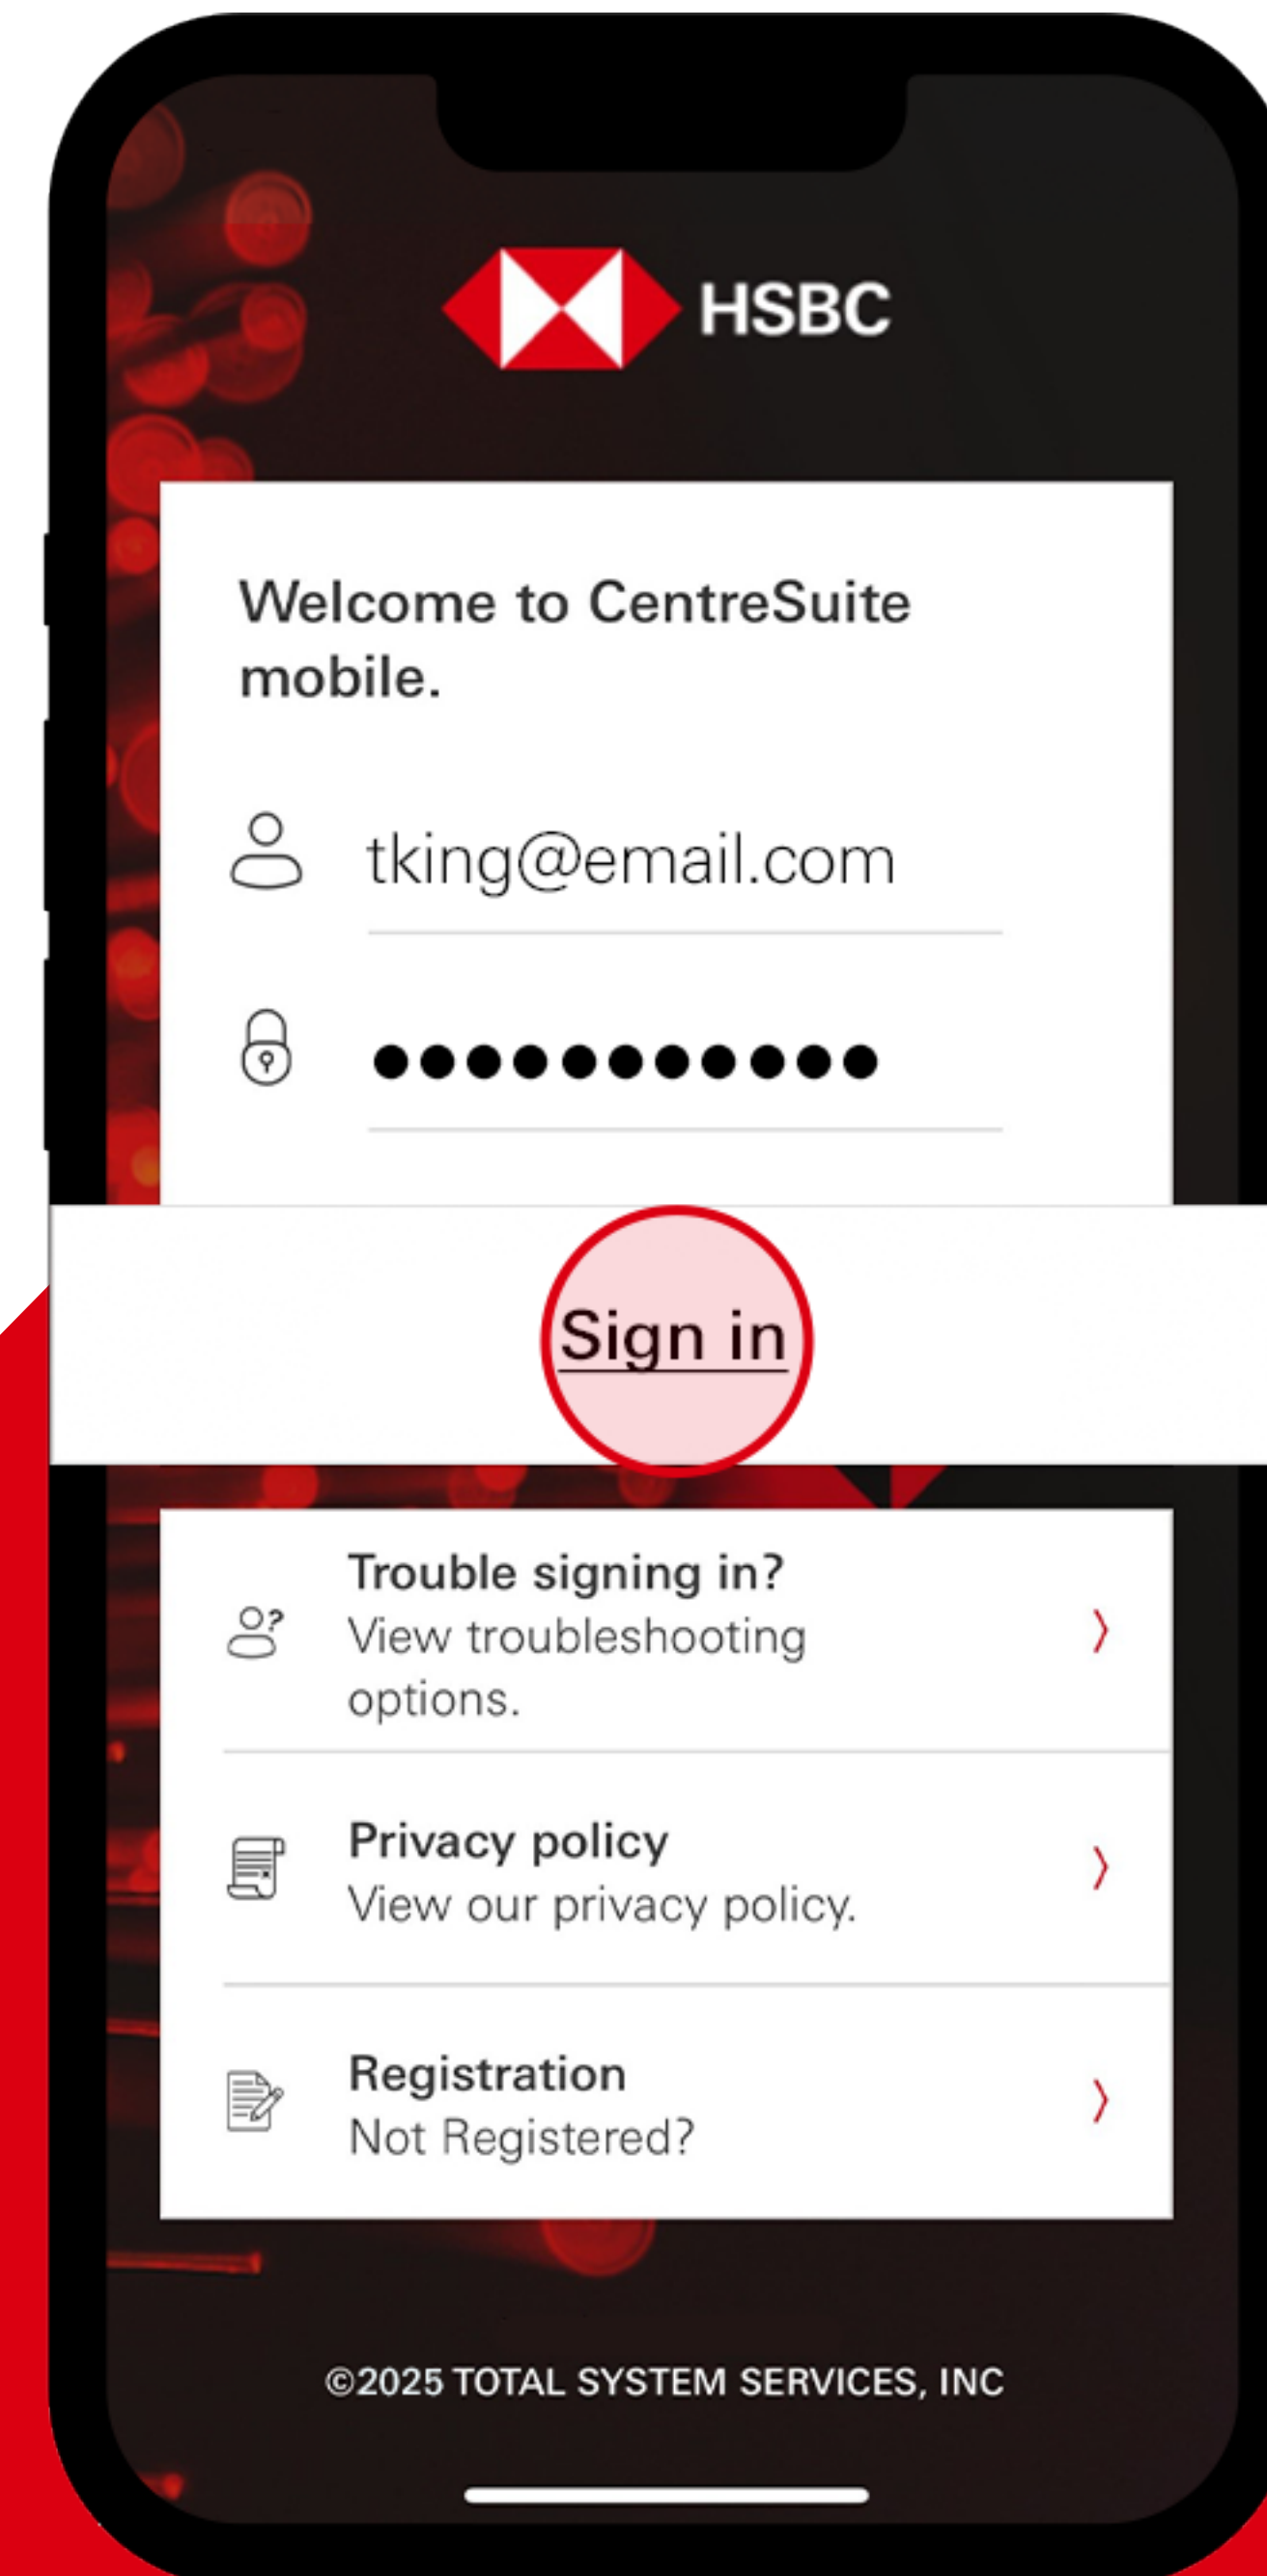 HSBC
Welcome to CentreSuite
mobile.
tking@email.com
●●●●●●●●●●●
Sign in
Trouble signing in?
View troubleshooting
options.
Privacy policy
View our privacy policy.
Registration
Not Registered?
©2025 TOTAL SYSTEM SERVICES, INC